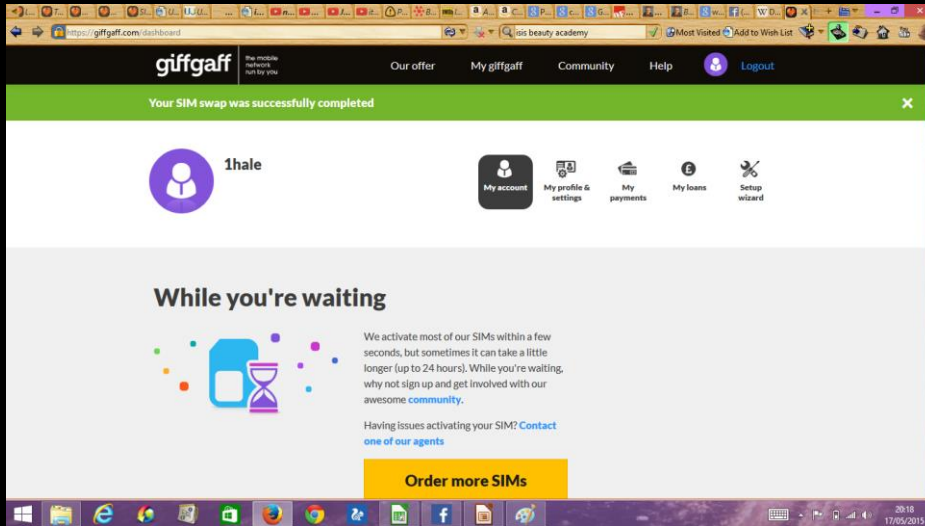 https://giffgaff.com/dashboard
isis beauty academy
Most Visited
Add to Wish List
giffgaff
the mobile
network
run by you
Our offer
My giffgaff
Community
Help
Logout
Your SIM swap was successfully completed
1hale
My account
My profile &
settings
My
payments
My loans
Setup
wizard
While you're waiting
We activate most of our SIMs within a few
seconds, but sometimes it can take a little
longer (up to 24 hours). While you're waiting,
why not sign up and get involved with our
awesome community.
Having issues activating your SIM? Contact
one of our agents
Order more SIMs
20:18
17/05/2015